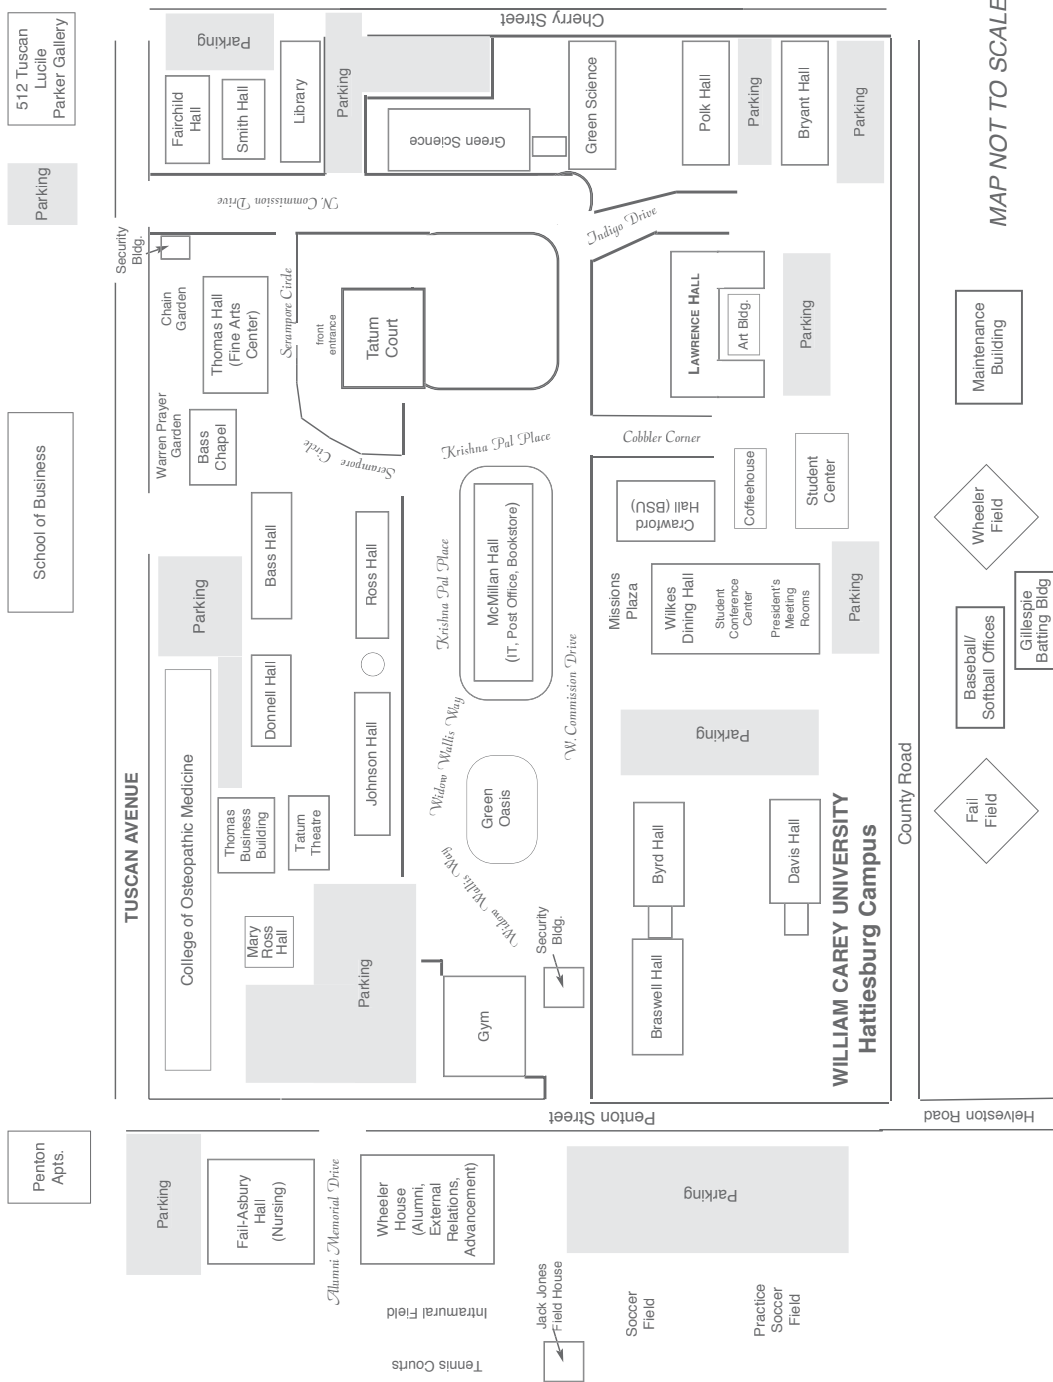 Penton
Apts.
School of Business
Parking
512 Tuscan
Lucile
Parker Gallery
TUSCAN AVENUE
Parking
Fail-Asbury
Hall
(Nursing)
Alumni Memorial Drive
Wheeler
House
(Alumni,
External
Relations,
Advancement)
Intramural Field
Tennis Courts
Jack Jones
Field House
Soccer
Field
Practice
Soccer
Field
Parking
Penton Street
Helveston Road
College of Osteopathic Medicine
Parking
Warren Prayer
Garden
Bass
Chapel
Chain
Garden
Thomas Hall
(Fine Arts
Center)
Security
Bldg.
Mary
Ross
Hall
Thomas
Business
Building
Tatum
Theatre
Donnell Hall
Bass Hall
Parking
Johnson Hall
Ross Hall
Serampore Circle
Serampore Circle
front
entrance
Tatum
Court
N. Commission Drive
Fairchild
Hall
Smith Hall
Library
Parking
Parking
Cherry Street
Green Science
Green Science
Gym
Security
Bldg.
Widow Wallis Way
Widow Wallis Way
Green
Oasis
Krishna Pal Place
McMillan Hall
(IT, Post Office, Bookstore)
Krishna Pal Place
W. Commission Drive
Indigo Drive
Cobbler Corner
Braswell Hall
Byrd Hall
Davis Hall
Parking
Missions
Plaza
Wilkes
Dining Hall
Student
Conference
Center
President's
Meeting
Rooms
Parking
Crawford
Hall (BSU)
Coffeehouse
Student
Center
LAWRENCE HALL
Art Bldg.
Parking
Polk Hall
Parking
Bryant Hall
Parking
WILLIAM CAREY UNIVERSITY
Hattiesburg Campus
County Road
Fail
Field
Baseball/
Softball Offices
Gillespie
Batting Bldg
Wheeler
Field
Maintenance
Building
MAP NOT TO SCALE